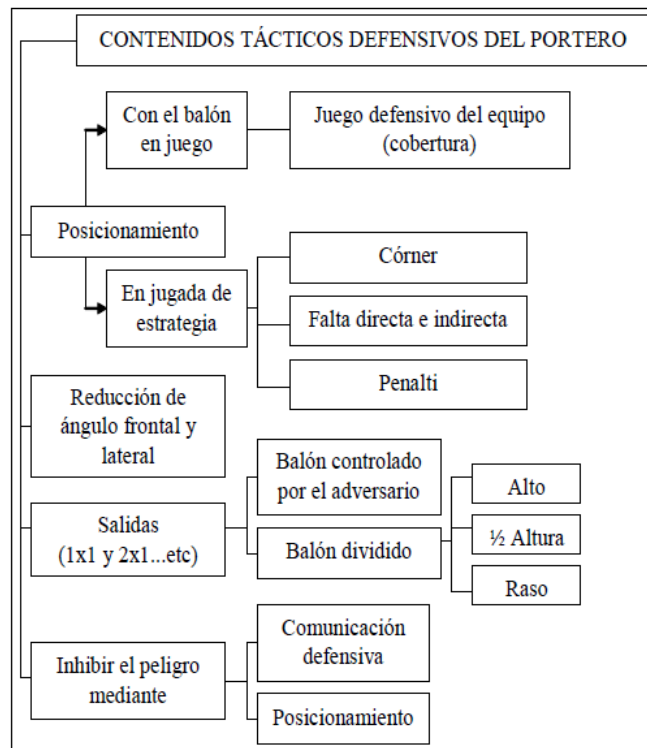 CONTENIDOS TÁCTICOS DEFENSIVOS DEL PORTERO
Con el balón
en juego
Juego defensivo del equipo
(cobertura)
Posicionamiento
En jugada de
estrategia
Córner
Falta directa e indirecta
Penalti
Reducción de
ángulo frontal y
lateral
Salidas
(1x1 y 2x1...etc)
Balón controlado
por el adversario
Balón dividido
Alto
½ Altura
Raso
Inhibir el peligro
mediante
Comunicación
defensiva
Posicionamiento